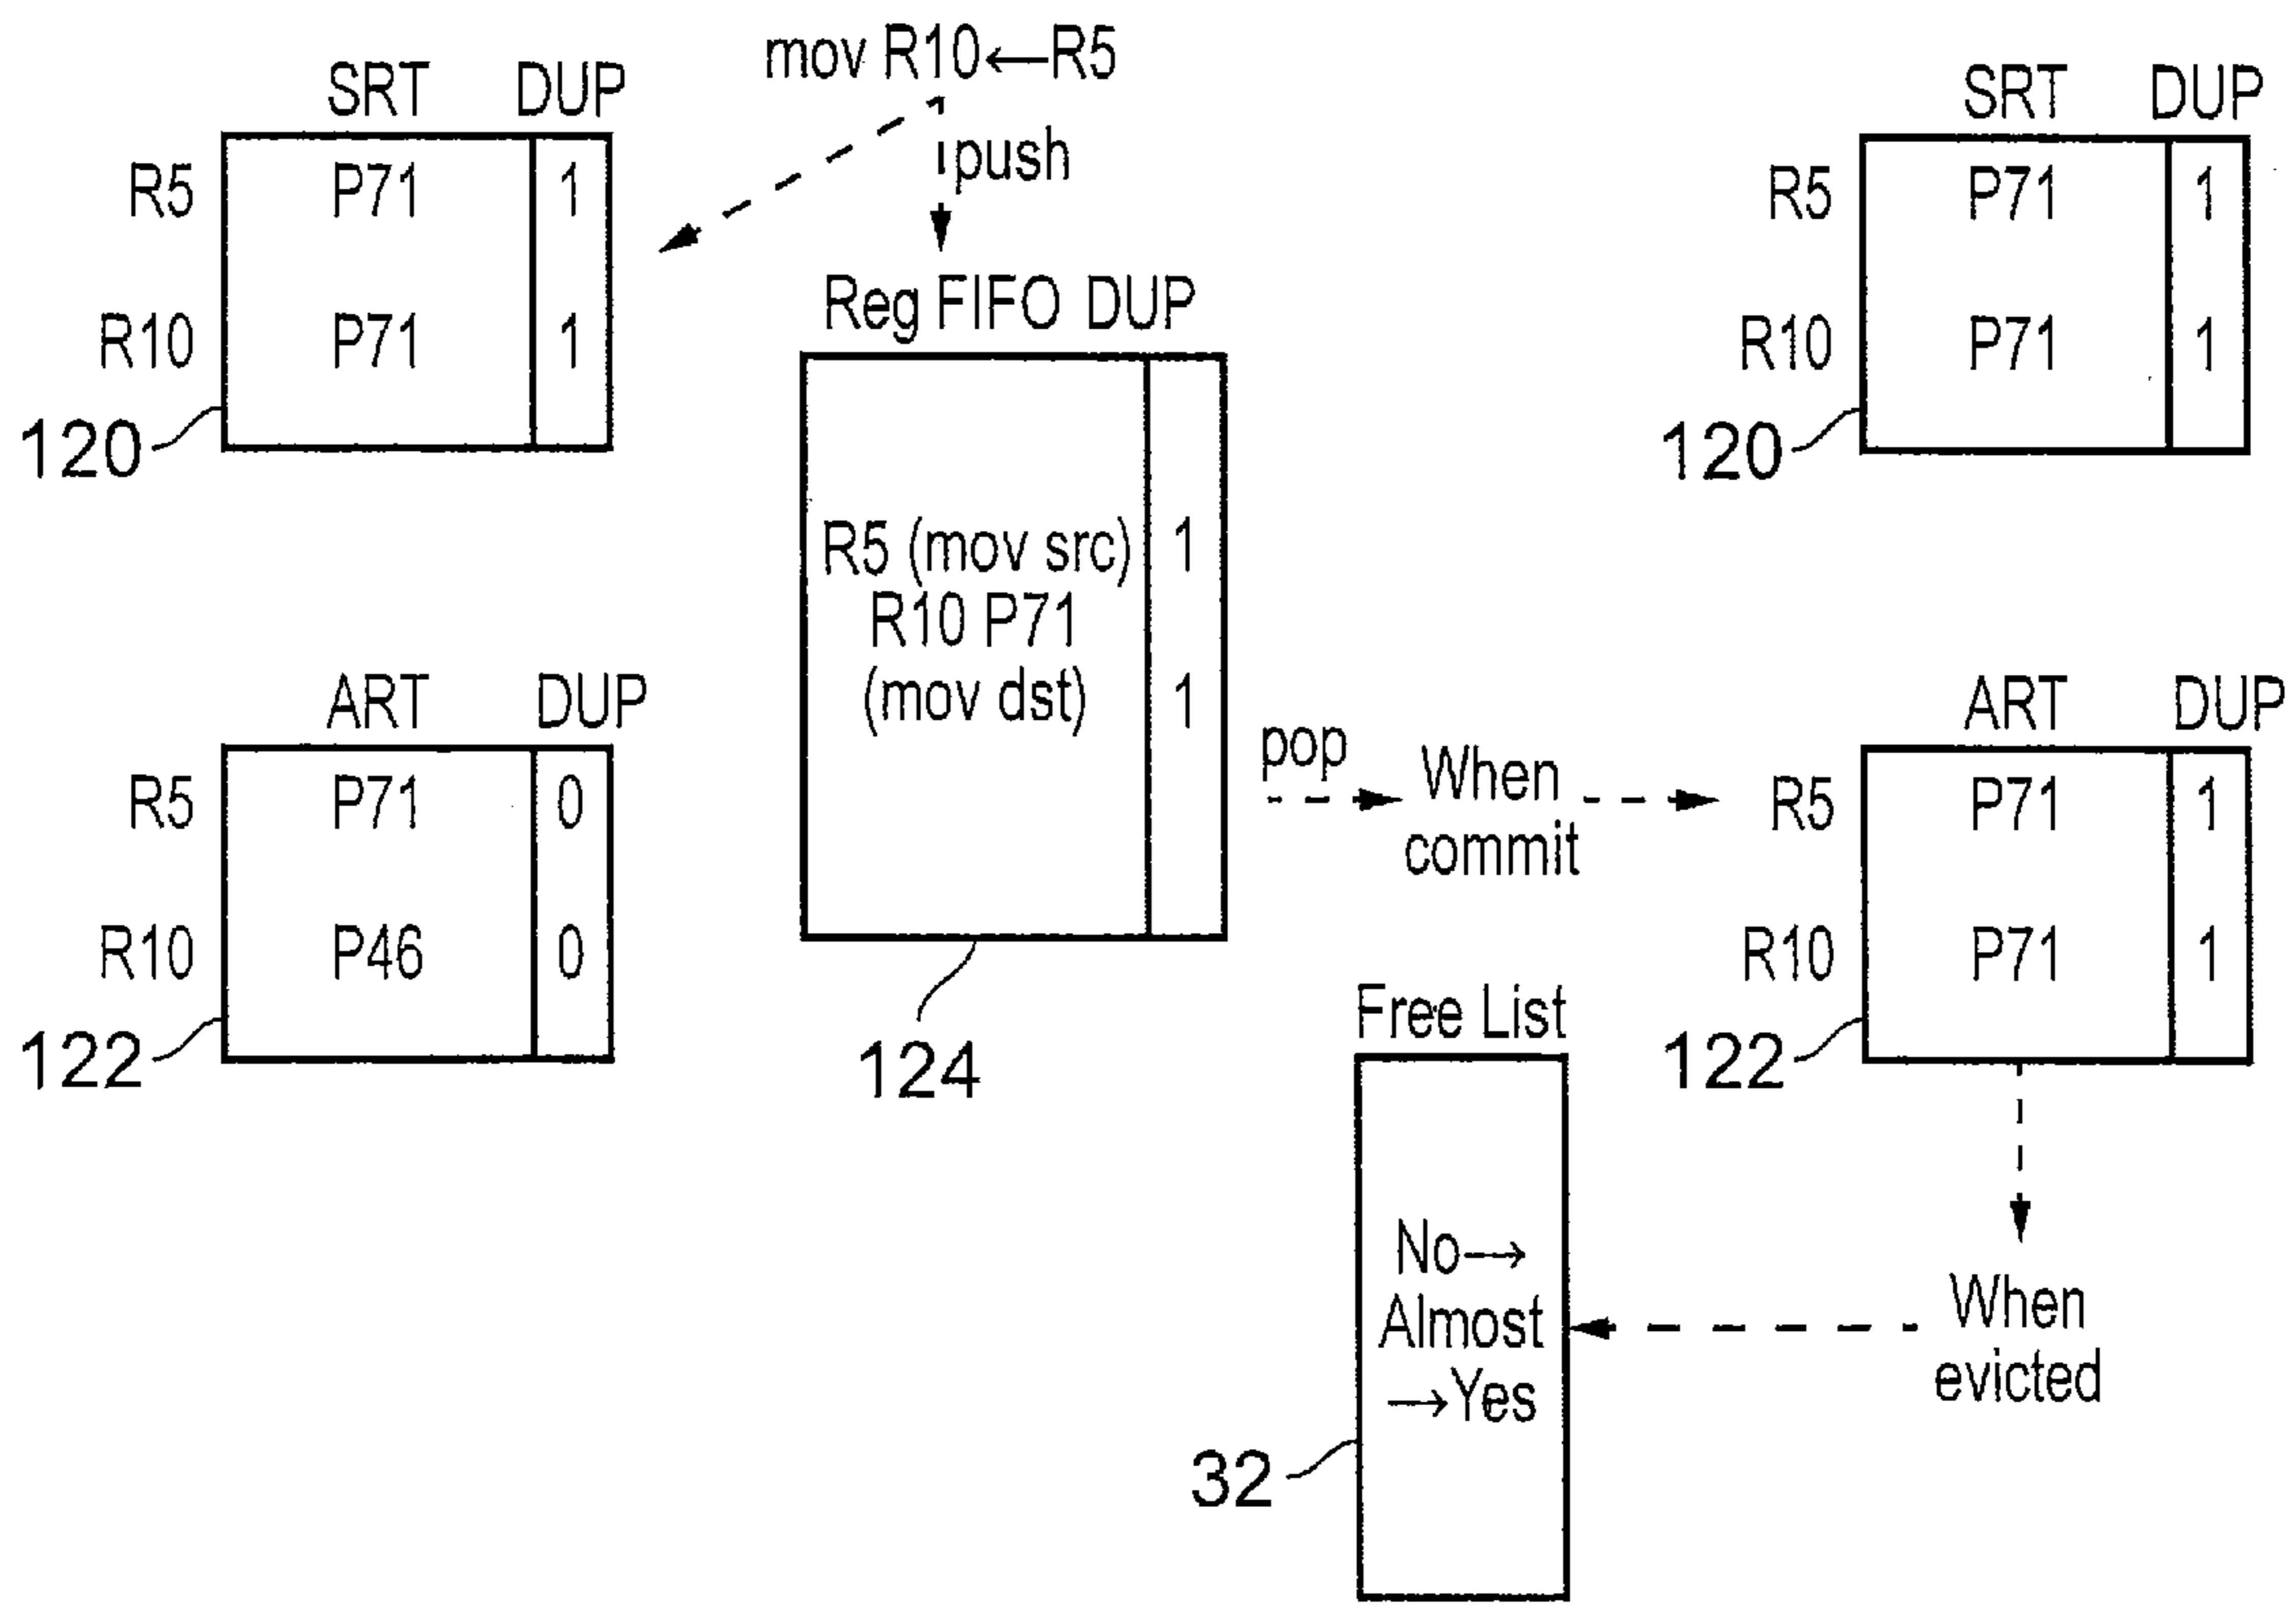 mov R10←R5
push
SRT DUP
R5 P71 1
R10 P71 1
120
ART DUP
R5 P71 0
R10 P46 0
122
Reg FIFO DUP
R5 (mov src) 1
R10 P71
(mov dst) 1
124
pop
When
commit
SRT DUP
R5 P71 1
R10 P71 1
120
ART DUP
R5 P71 1
R10 P71 1
122
When
evicted
Free List
No→
Almost
→Yes
32